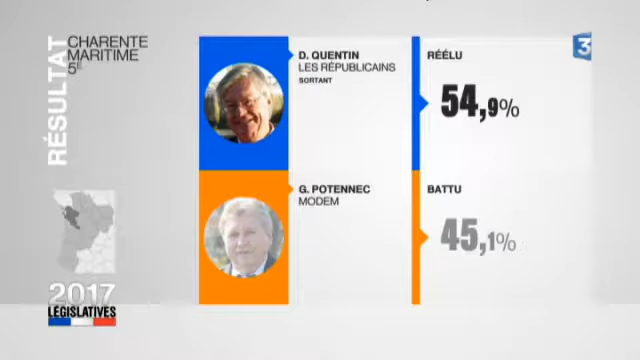 RÉSULTAT
CHARENTE
MARITIME
5E
D. QUENTIN
LES RÉPUBLICAINS
SORTANT
RÉÉLU
54,9%
3
G. POTENNEC
MODEM
BATTU
45,1%
2017
LÉGISLATIVES